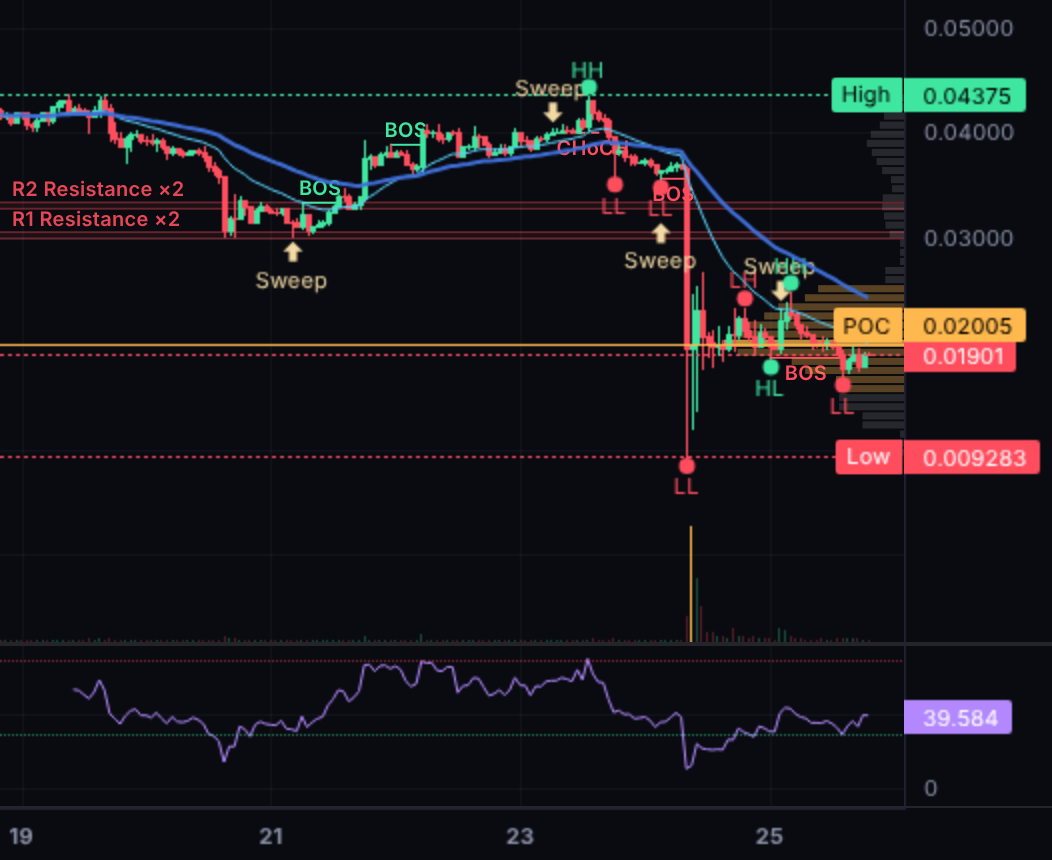 0.05000
HH
Sweep
High
0.04375
BOS
0.04000
CHoCH
R2 Resistance ×2
BOS
LL
LL
BOS
R1 Resistance ×2
0.03000
Sweep
Sweep
Sweep
LH
POC
0.02005
0.01901
BOS
HL
LL
Low
0.009283
LL
39.584
0
19
21
23
25